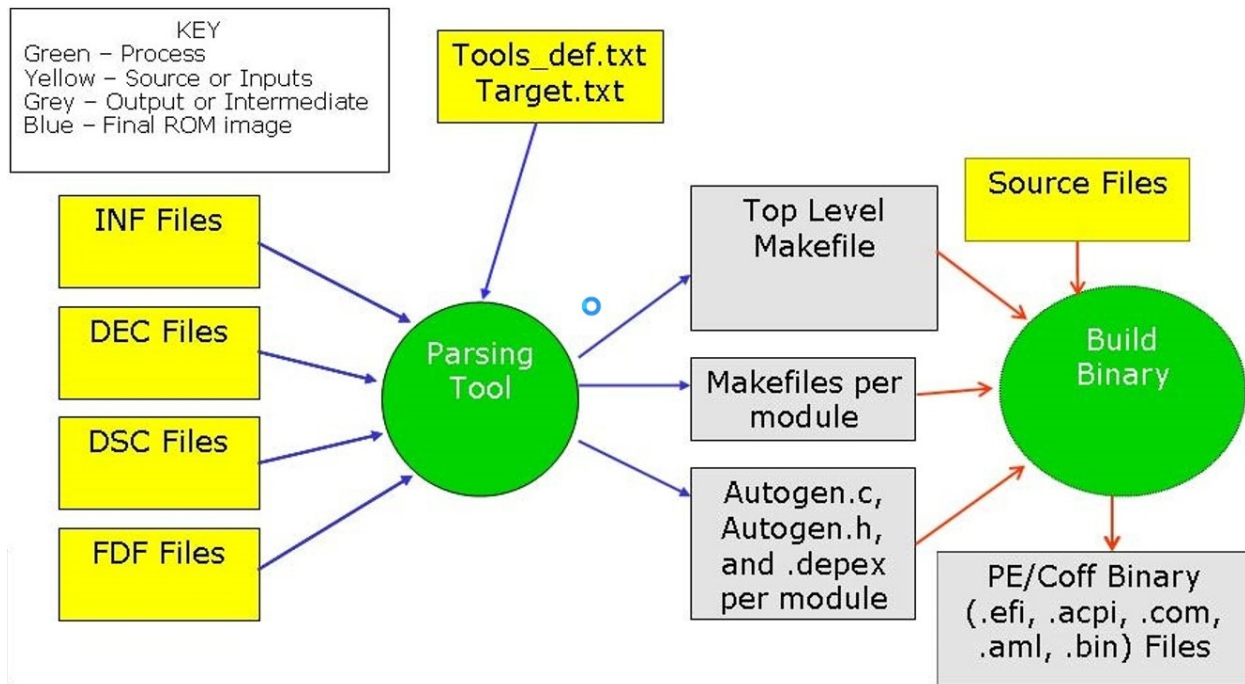 KEY
Green – Process
Yellow – Source or Inputs
Grey – Output or Intermediate
Blue – Final ROM image
Tools_def.txt
Target.txt
INF Files
DEC Files
DSC Files
FDF Files
Parsing
Tool
Top Level
Makefile
Makefiles per
module
Autogen.c,
Autogen.h,
and .depex
per module
Source Files
Build
Binary
PE/Coff Binary
(.efi, .acpi, .com,
.aml, .bin) Files